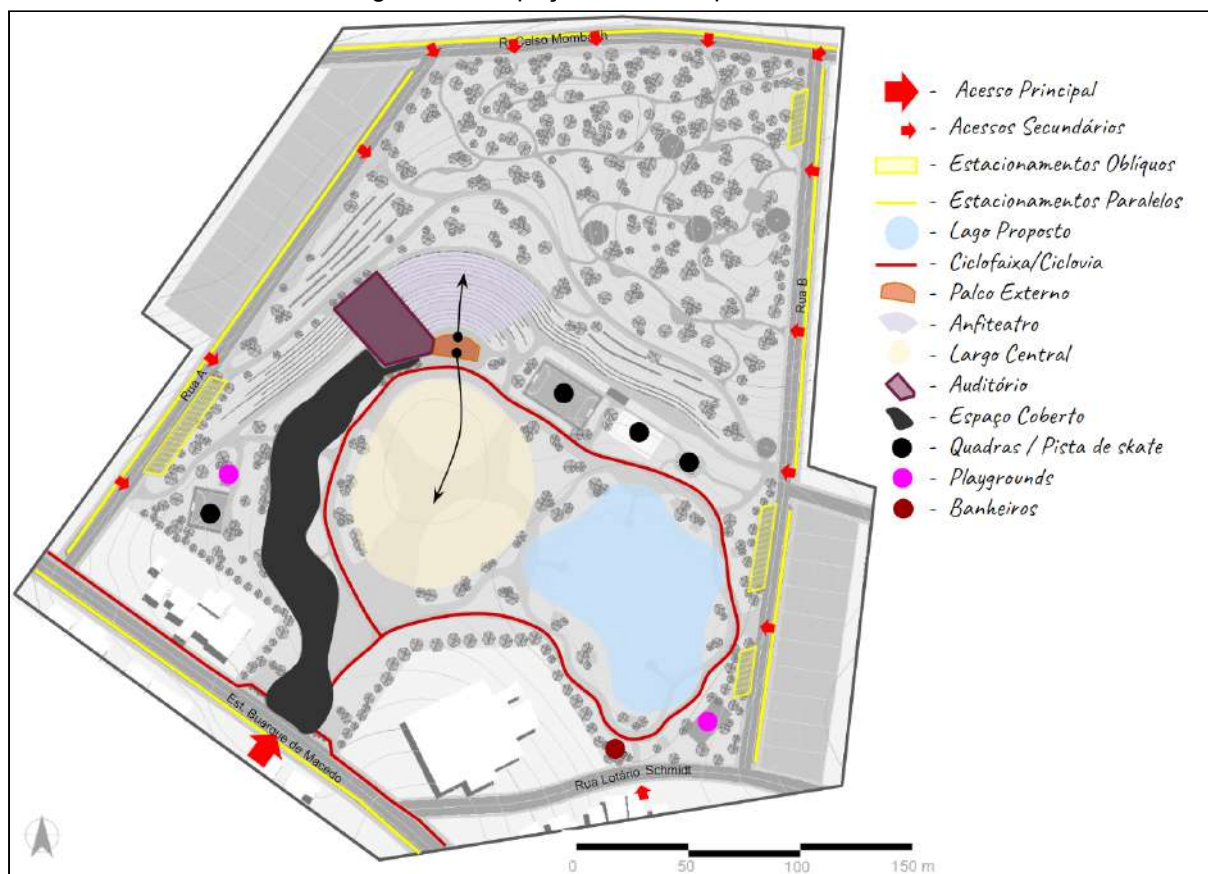 R. Celso Mombach
Acesso Principal
Acessos Secundários
Estacionamentos Oblíquos
Estacionamentos Paralelos
Lago Proposto
Ciclofaixa/Ciclovia
Palco Externo
Anfiteatro
Largo Central
Auditório
Espaço Coberto
Quadras / Pista de skate
Playgrounds
Banheiros
Rua B
Rua A
Est. Buarque de Macedo
Rua Lotário Schmidt
0 50 100 150 m